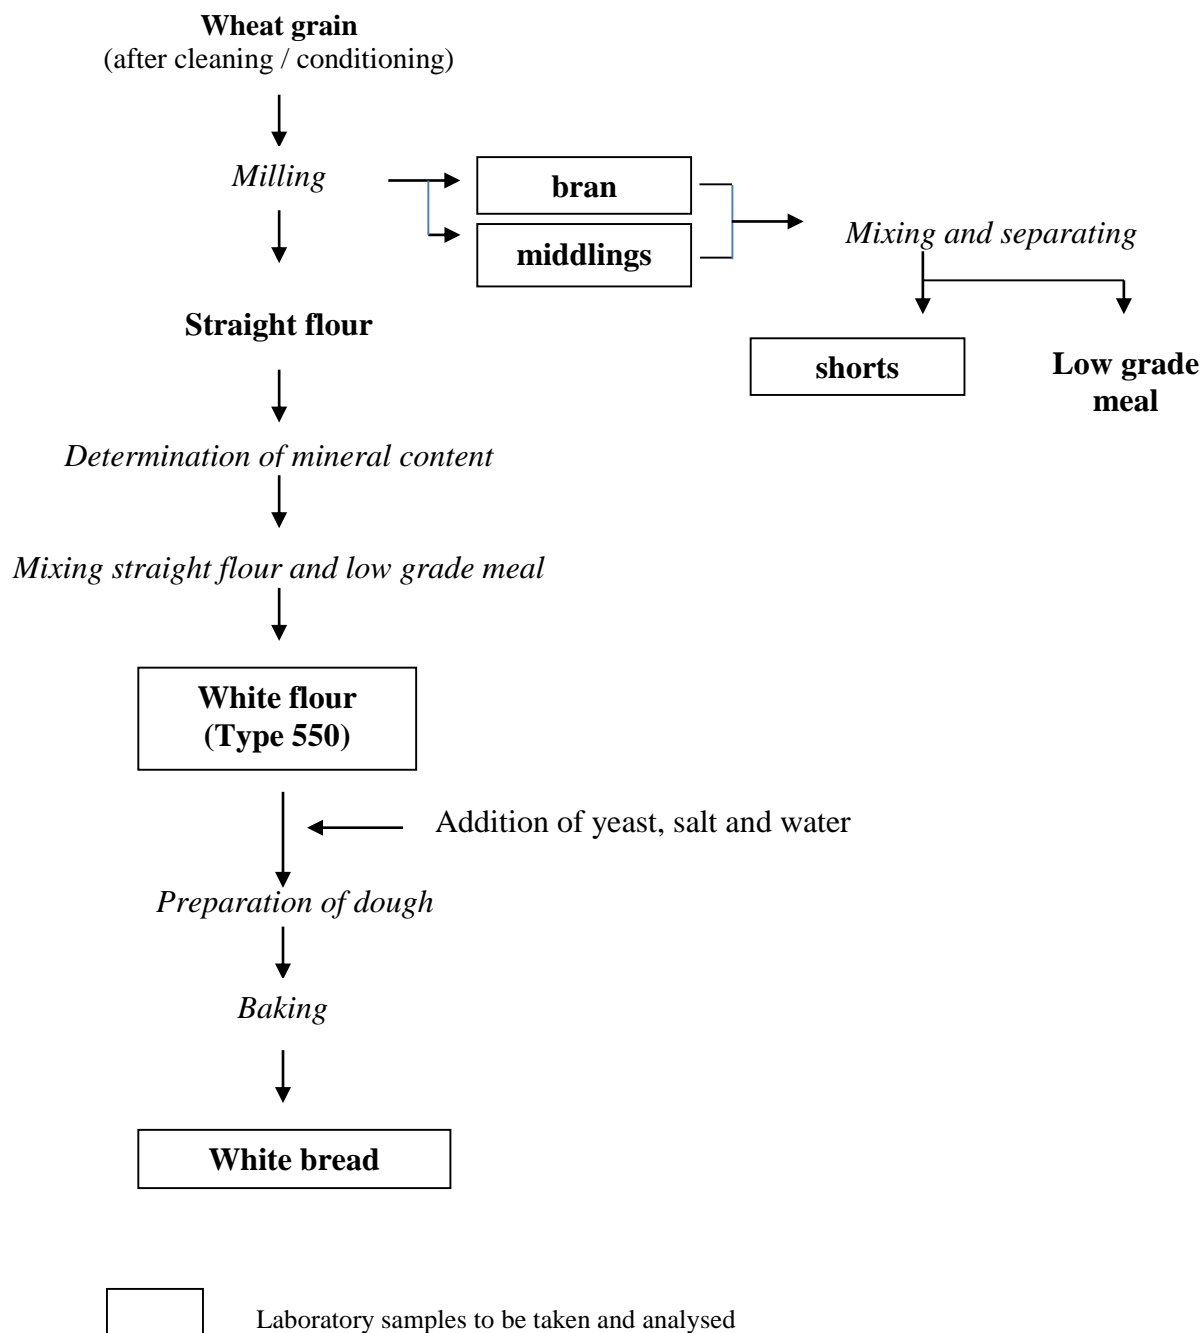 Wheat grain
(after cleaning / conditioning)
Milling
bran
middlings
Mixing and separating
Straight flour
shorts
Low grade
meal
Determination of mineral content
Mixing straight flour and low grade meal
White flour
(Type 550)
Addition of yeast, salt and water
Preparation of dough
Baking
White bread
Laboratory samples to be taken and analysed